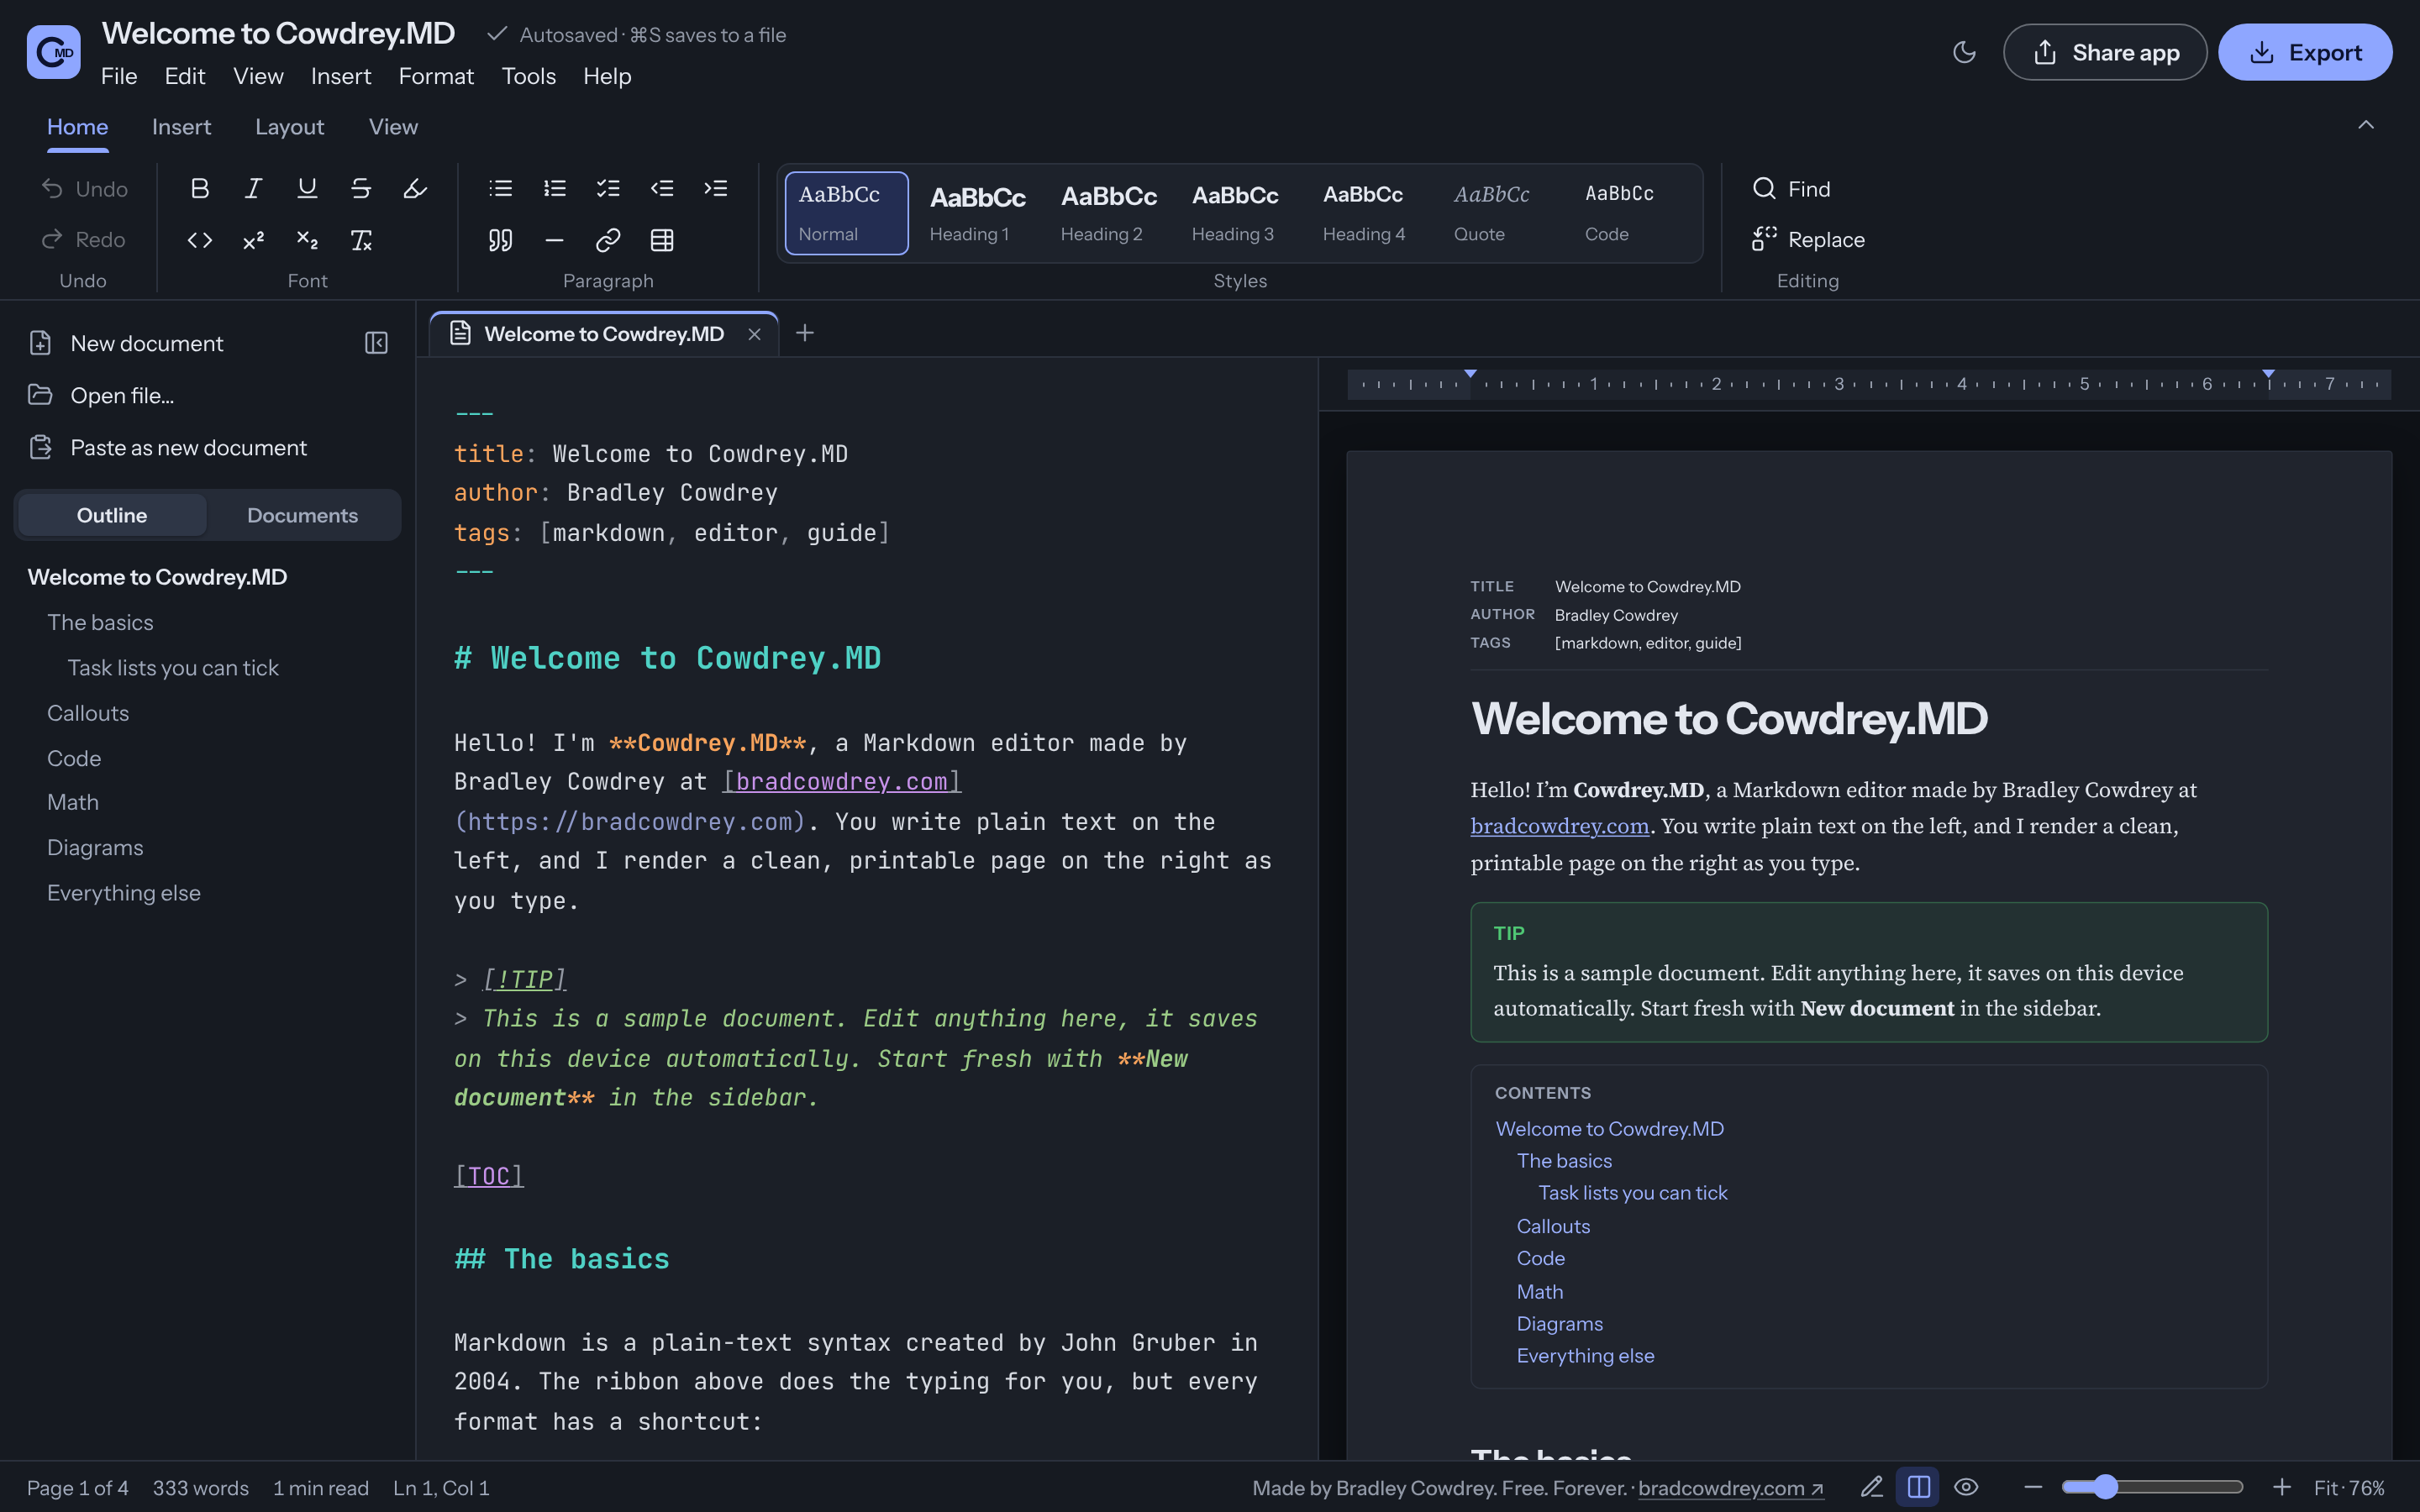 C MD
Welcome to Cowdrey.MD
Autosaved · ⌘S saves to a file
File Edit View Insert Format Tools Help
Share app
Export
Home Insert Layout View
Undo
Redo
Undo
Font
Paragraph
AaBbCc AaBbCc AaBbCc AaBbCc AaBbCc AaBbCc AaBbCc
Normal Heading 1 Heading 2 Heading 3 Heading 4 Quote Code
Styles
Find
Replace
Editing
New document
Open file...
Paste as new document
Outline Documents
Welcome to Cowdrey.MD
The basics
Task lists you can tick
Callouts
Code
Math
Diagrams
Everything else
Welcome to Cowdrey.MD
---
title: Welcome to Cowdrey.MD
author: Bradley Cowdrey
tags: [markdown, editor, guide]
---
# Welcome to Cowdrey.MD
Hello! I'm **Cowdrey.MD**, a Markdown editor made by
Bradley Cowdrey at [bradcowdrey.com]
(https://bradcowdrey.com). You write plain text on the
left, and I render a clean, printable page on the right as
you type.
> [!TIP]
> This is a sample document. Edit anything here, it saves
on this device automatically. Start fresh with **New
document** in the sidebar.
[TOC]
## The basics
Markdown is a plain-text syntax created by John Gruber in
2004. The ribbon above does the typing for you, but every
format has a shortcut:
1 2 3 4 5 6 7
TITLE Welcome to Cowdrey.MD
AUTHOR Bradley Cowdrey
TAGS [markdown, editor, guide]
Welcome to Cowdrey.MD
Hello! I’m Cowdrey.MD, a Markdown editor made by Bradley Cowdrey at
bradcowdrey.com. You write plain text on the left, and I render a clean,
printable page on the right as you type.
TIP
This is a sample document. Edit anything here, it saves on this device
automatically. Start fresh with New document in the sidebar.
CONTENTS
Welcome to Cowdrey.MD
The basics
Task lists you can tick
Callouts
Code
Math
Diagrams
Everything else
The basics
Page 1 of 4 333 words 1 min read Ln 1, Col 1
Made by Bradley Cowdrey. Free. Forever. · bradcowdrey.com ↗
Fit · 76%